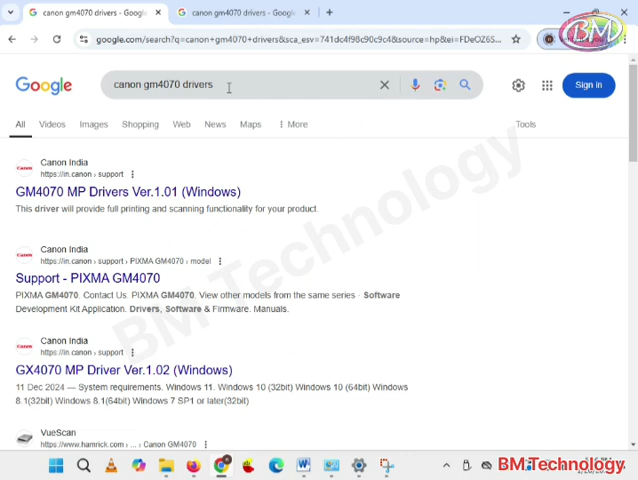 canon gm4070 drivers - Google
canon gm4070 drivers - Google
google.com/search?q=canon+gm4070+drivers&sca_esv=741dc4f98c90c9c4&source=hp&ei=FDeOZ6S...
BMD
Google
canon gm4070 drivers
Sign in
All
Videos
Images
Shopping
Web
News
Maps
More
Tools
Canon India
https://in.canon › support
GM4070 MP Drivers Ver.1.01 (Windows)
This driver will provide full printing and scanning functionality for your product.
Canon India
https://in.canon › support › PIXMA GM4070 › model
Support - PIXMA GM4070
PIXMA GM4070. Contact Us. PIXMA GM4070. View other models from the same series · Software
Development Kit Application. Drivers, Software & Firmware. Manuals.
Canon India
https://in.canon › support
GX4070 MP Driver Ver.1.02 (Windows)
11 Dec 2024 — System requirements. Windows 11. Windows 10 (32bit) Windows 10 (64bit) Windows
8.1(32bit) Windows 8.1(64bit) Windows 7 SP1 or later(32bit)
VueScan
https://www.hamrick.com › ... › Canon GM4070
BM Technology
BM.Technology